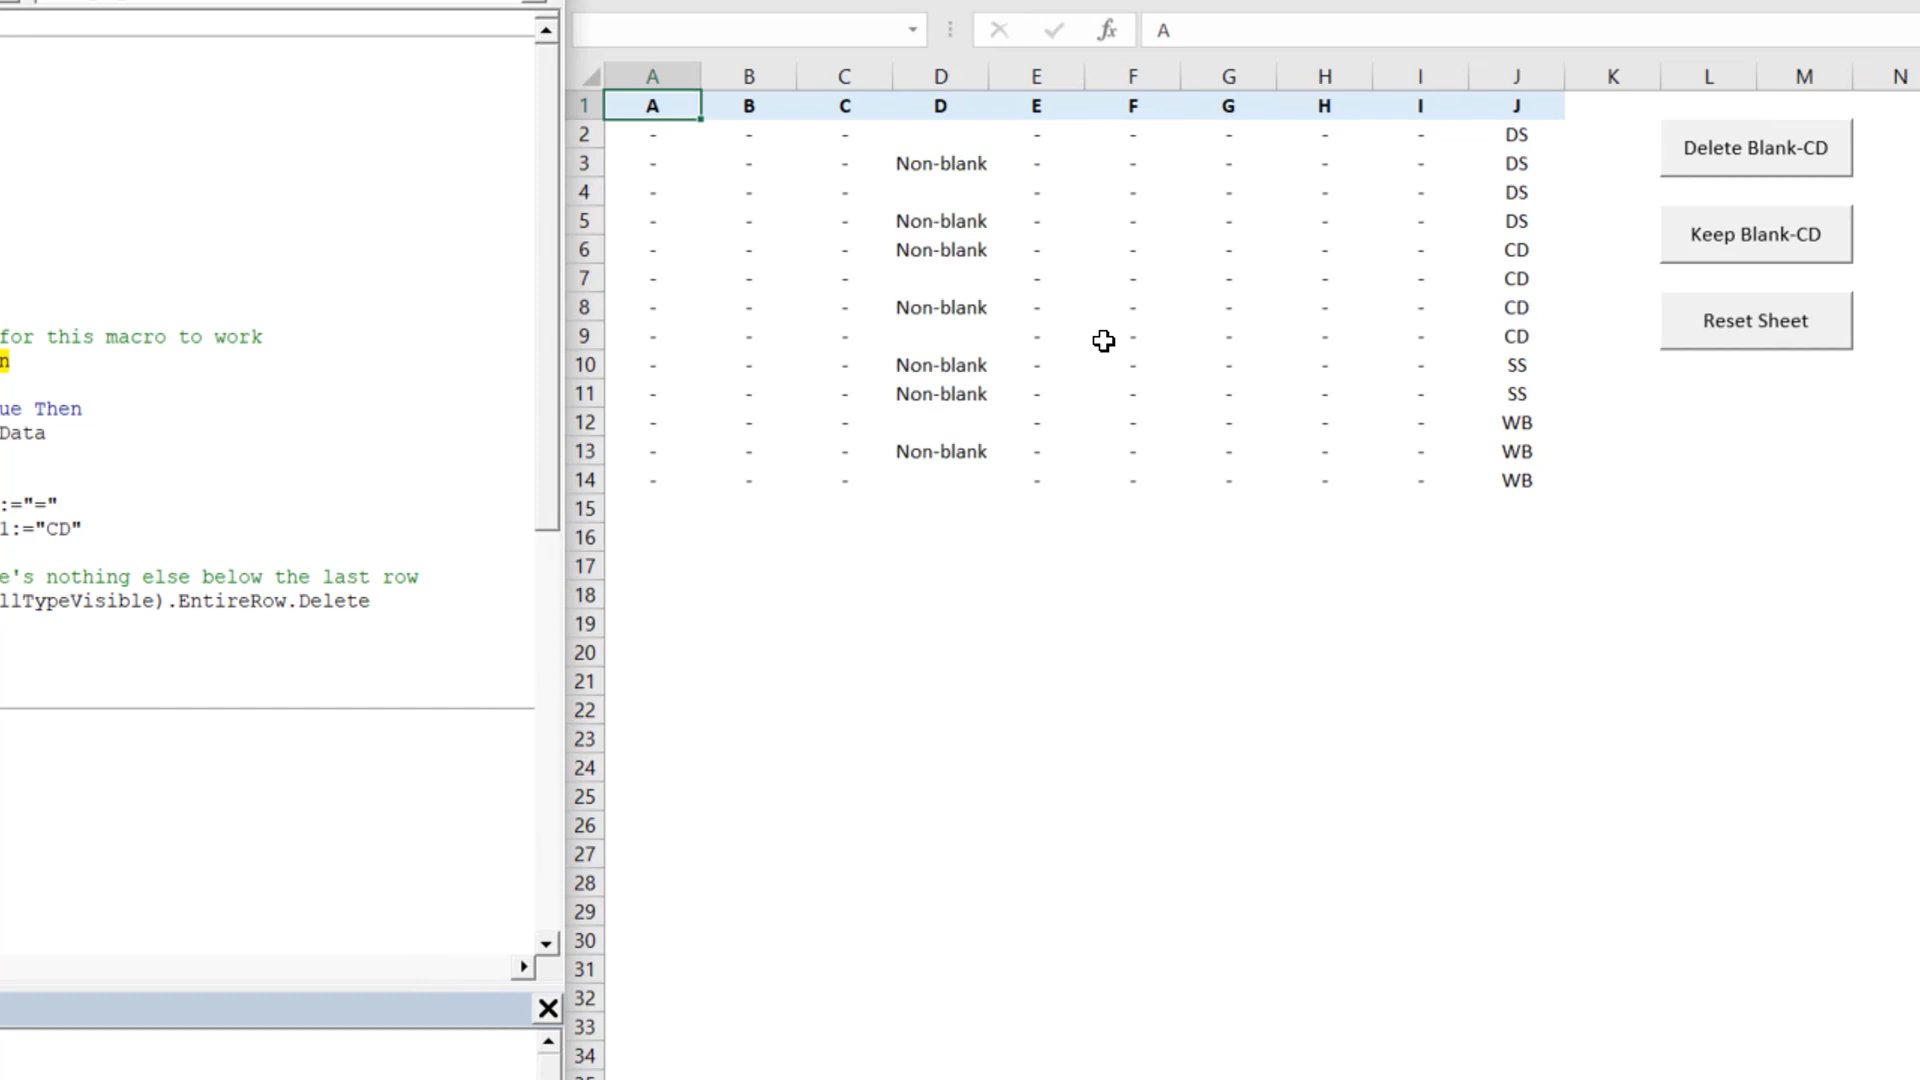 for this macro to work
n
ue Then
Data
:="="
1:="CD"
e's nothing else below the last row
llTypeVisible).EntireRow.Delete
fx A
A B C D E F G H I J K L M N
1 A B C D E F G H I J
2 - - - - - - - - DS
3 - - - Non-blank - - - - - DS
4 - - - - - - - - DS
5 - - - Non-blank - - - - - DS
6 - - - Non-blank - - - - - CD
7 - - - - - - - - CD
8 - - - Non-blank - - - - - CD
9 - - - - - - - - CD
10 - - - Non-blank - - - - - SS
11 - - - Non-blank - - - - - SS
12 - - - - - - - - WB
13 - - - Non-blank - - - - - WB
14 - - - - - - - - WB
15
16
17
18
19
20
21
22
23
24
25
26
27
28
29
30
31
32
33
34
Delete Blank-CD
Keep Blank-CD
Reset Sheet